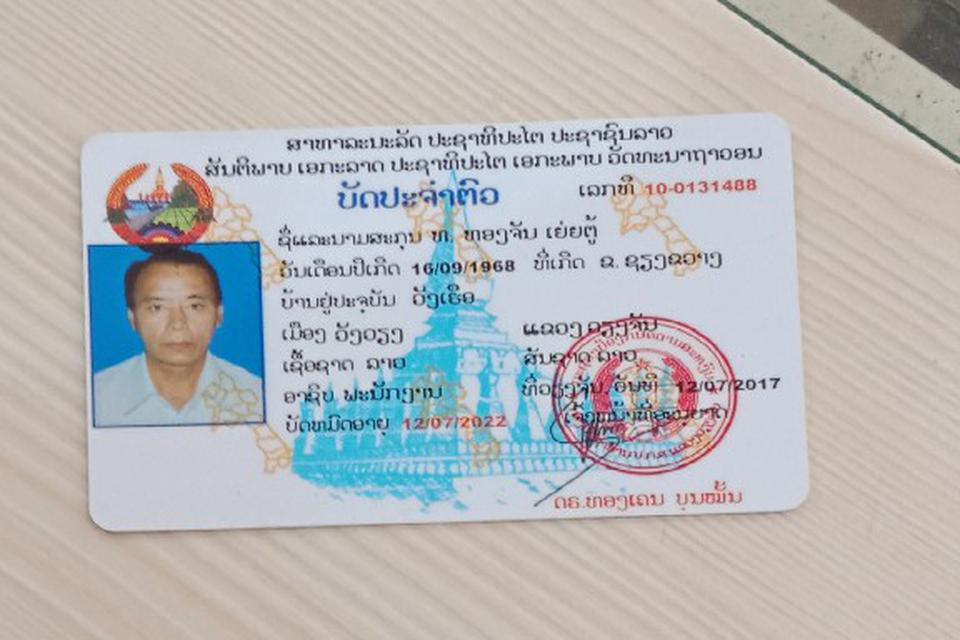 ສາທາລະນະລັດ ປະຊາທິປະໄຕ ປະຊາຊົນລາວ
ສັນຕິພາບ ເອກະລາດ ປະຊາທິປະໄຕ ເອກະພາບ ວັດທະນາຖາວອນ
ບັດປະຈຳຕົວ
ເລກທີ 10-0131488
ຊື່ແລະນາມສະກຸນ ທ. ທອງຈັນ ເຍ່ຍຕູ້
ວັນເດືອນປີເກີດ 16/09/1968 ທີ່ເກີດ ຂ. ຊຽງຂວາງ
ບ້ານຢູ່ປະຈຸບັນ ວັງເຮືອ
ເມືອງ ວັງວຽງ ແຂວງ ວຽງຈັນ
ເຊື້ອຊາດ ລາວ ສັນຊາດ ລາວ
ອາຊີບ ພະນັກງານ ທີ່ວຽງຈັນ, ວັນທີ 12/07/2017
ບັດຫມົດອາຍຸ 12/07/2022
ດຣ.ທອງເຄນ ບຸນໝັ້ນ